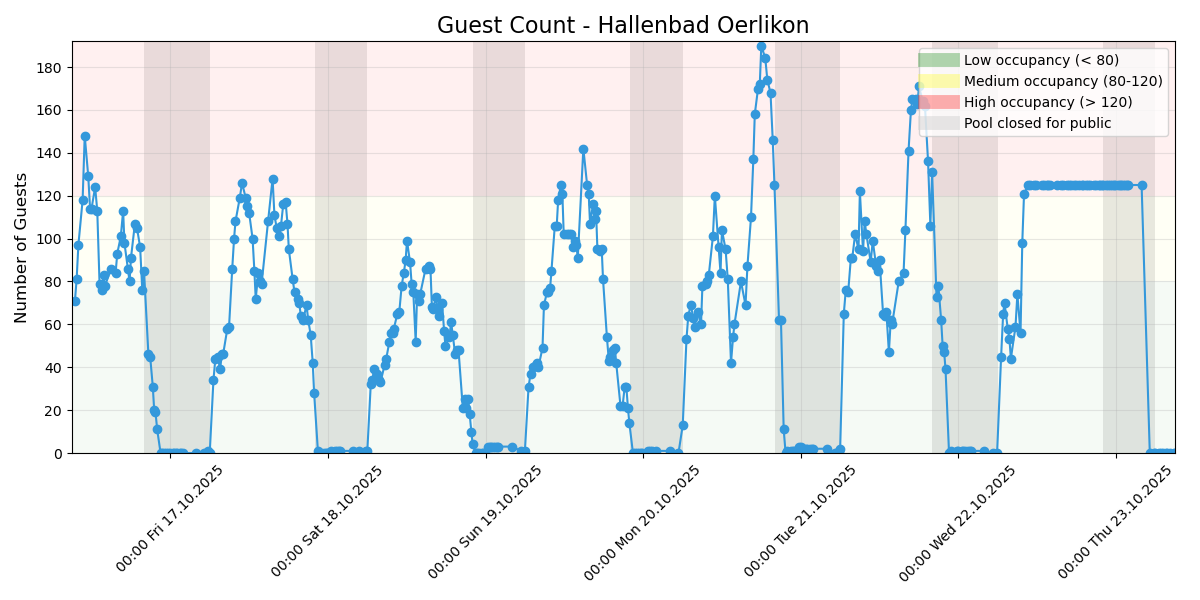 Guest Count - Hallenbad Oerlikon
Number of Guests
180
160
140
120
100
80
60
40
20
0
Low occupancy (< 80)
Medium occupancy (80-120)
High occupancy (> 120)
Pool closed for public
00:00 Fri 17.10.2025
00:00 Sat 18.10.2025
00:00 Sun 19.10.2025
00:00 Mon 20.10.2025
00:00 Tue 21.10.2025
00:00 Wed 22.10.2025
00:00 Thu 23.10.2025